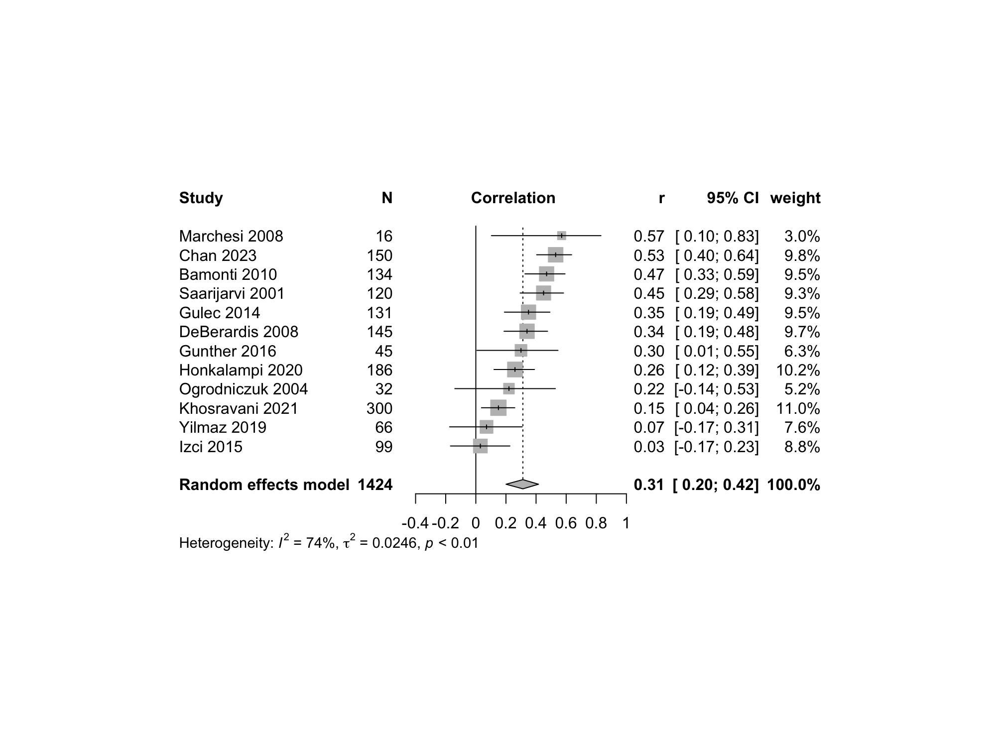 Study N Correlation r 95% CI weight
Marchesi 2008 16 0.57 [ 0.10; 0.83] 3.0%
Chan 2023 150 0.53 [ 0.40; 0.64] 9.8%
Bamonti 2010 134 0.47 [ 0.33; 0.59] 9.5%
Saarijarvi 2001 120 0.45 [ 0.29; 0.58] 9.3%
Gulec 2014 131 0.35 [ 0.19; 0.49] 9.5%
DeBerardis 2008 145 0.34 [ 0.19; 0.48] 9.7%
Gunther 2016 45 0.30 [ 0.01; 0.55] 6.3%
Honkalampi 2020 186 0.26 [ 0.12; 0.39] 10.2%
Ogrodniczuk 2004 32 0.22 [-0.14; 0.53] 5.2%
Khosravani 2021 300 0.15 [ 0.04; 0.26] 11.0%
Yilmaz 2019 66 0.07 [-0.17; 0.31] 7.6%
Izci 2015 99 0.03 [-0.17; 0.23] 8.8%
Random effects model 1424 0.31 [ 0.20; 0.42] 100.0%
-0.4 -0.2 0 0.2 0.4 0.6 0.8 1
Heterogeneity: I² = 74%, τ² = 0.0246, p < 0.01